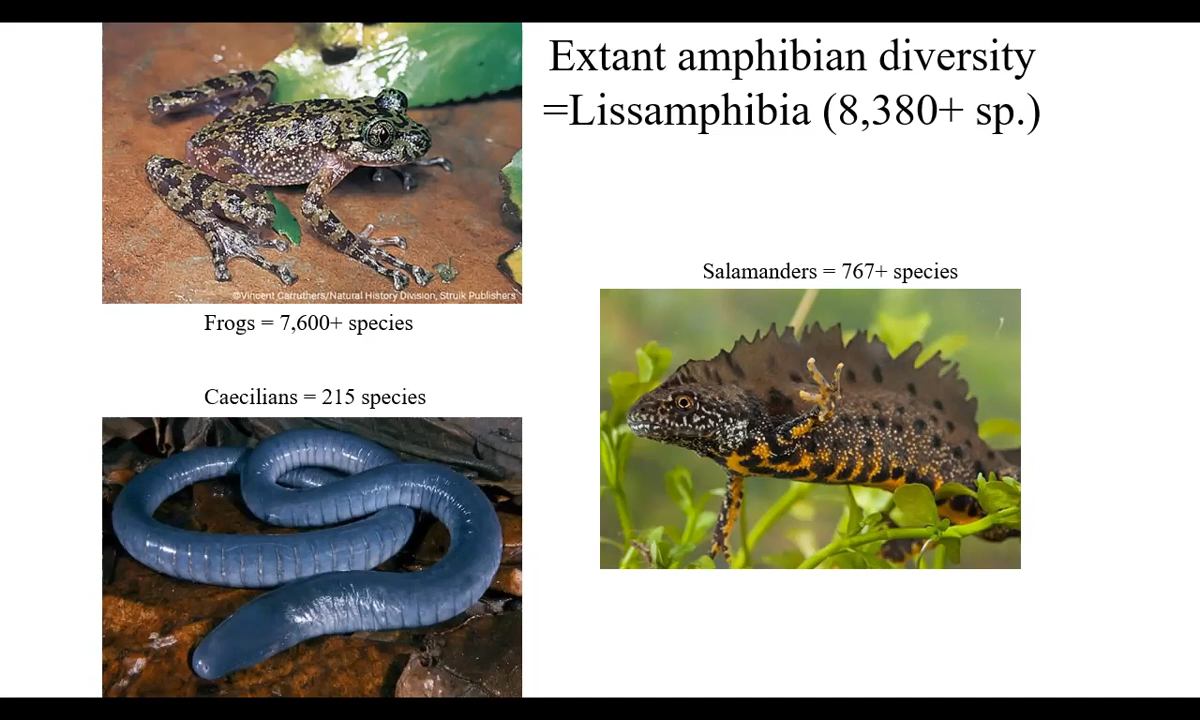 Extant amphibian diversity
=Lissamphibia (8,380+ sp.)
©Vincent Carruthers/Natural History Division, Struik Publishers
Frogs = 7,600+ species
Salamanders = 767+ species
Caecilians = 215 species